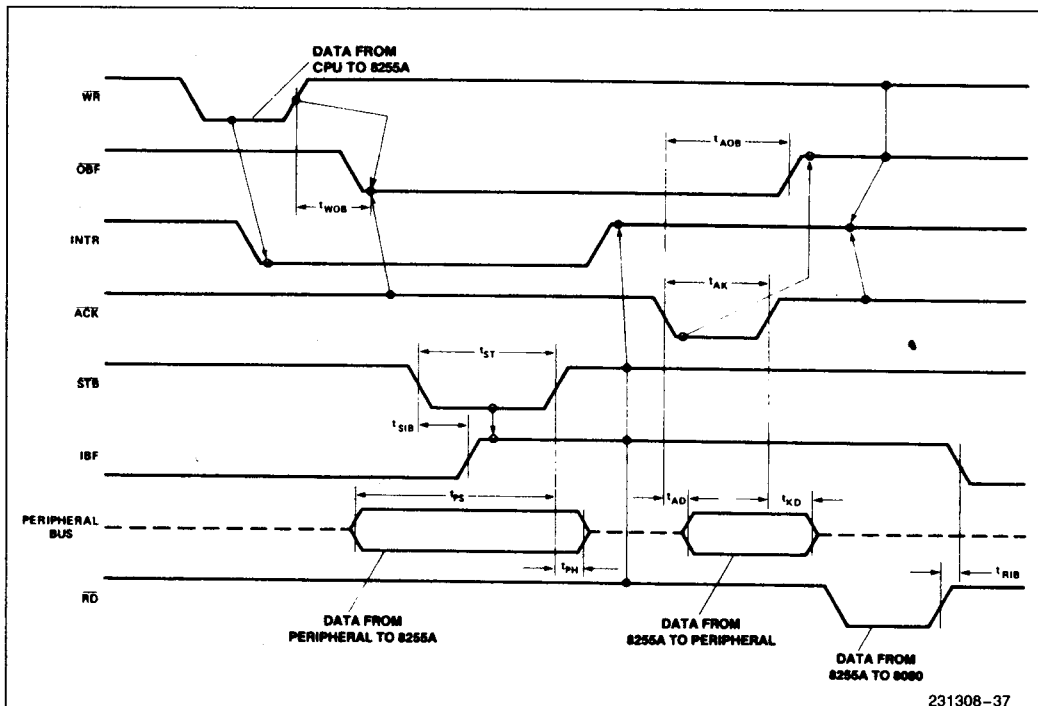 DATA FROM
CPU TO 8255A
WR
tAOB
OBF
tWOB
INTR
tAK
ACK
tST
STB
tSIB
IBF
tPS
tAD
tKD
PERIPHERAL
BUS
tPH
tRIB
RD
DATA FROM
PERIPHERAL TO 8255A
DATA FROM
8255A TO PERIPHERAL
DATA FROM
8255A TO 8080
231308-37